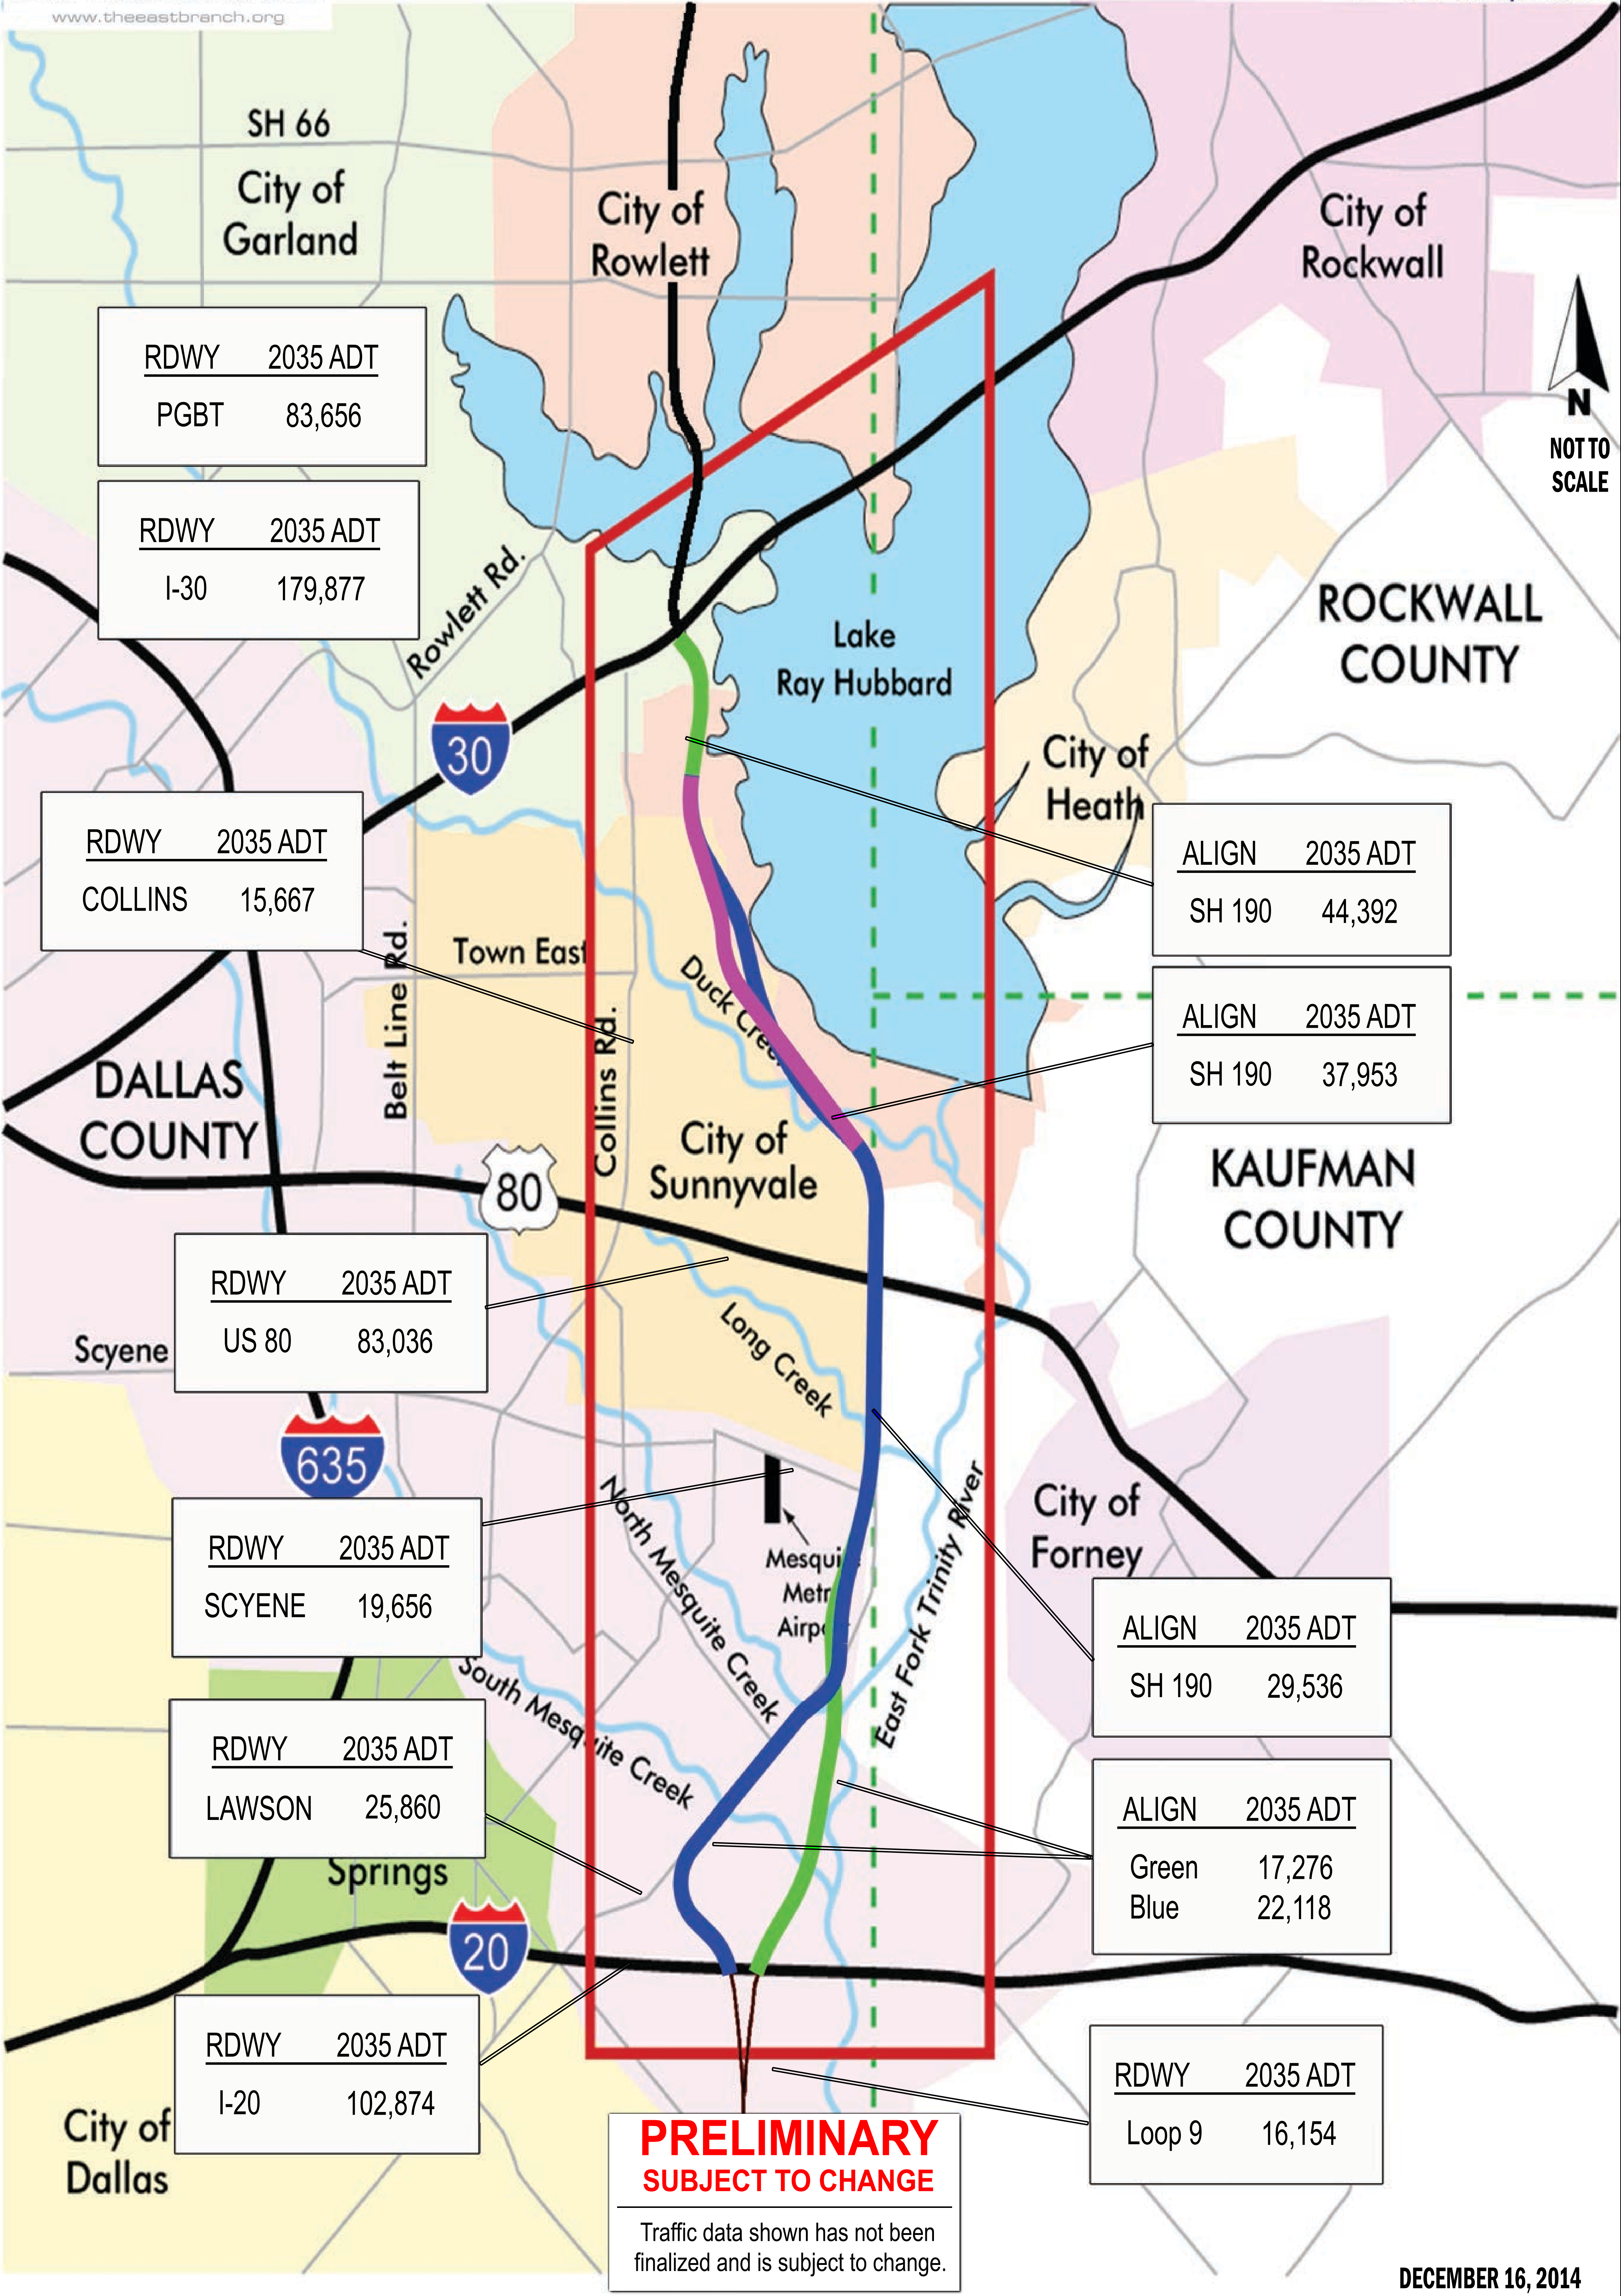 www.theeastbranch.org
SH 66
City of
Garland
City of
Rowlett
City of
Rockwall
RDWY 2035 ADT
PGBT 83,656
N
NOT TO
SCALE
RDWY 2035 ADT
I-30 179,877
Rowlett Rd.
ROCKWALL
COUNTY
Lake
Ray Hubbard
30
City of
Heath
RDWY 2035 ADT
COLLINS 15,667
ALIGN 2035 ADT
SH 190 44,392
Belt Line Rd.
Town East
Duck Cree
Collins Rd.
ALIGN 2035 ADT
SH 190 37,953
DALLAS
COUNTY
City of
Sunnyvale
80
KAUFMAN
COUNTY
RDWY 2035 ADT
US 80 83,036
Scyene
Long Creek
635
RDWY 2035 ADT
SCYENE 19,656
North Mesquite Creek
Mesqui
Metr
Airpo
East Fork Trinity River
City of
Forney
ALIGN 2035 ADT
SH 190 29,536
South Mesquite Creek
RDWY 2035 ADT
LAWSON 25,860
ALIGN 2035 ADT
Green 17,276
Blue 22,118
Springs
20
RDWY 2035 ADT
I-20 102,874
RDWY 2035 ADT
Loop 9 16,154
City of
Dallas
PRELIMINARY
SUBJECT TO CHANGE
Traffic data shown has not been
finalized and is subject to change.
DECEMBER 16, 2014